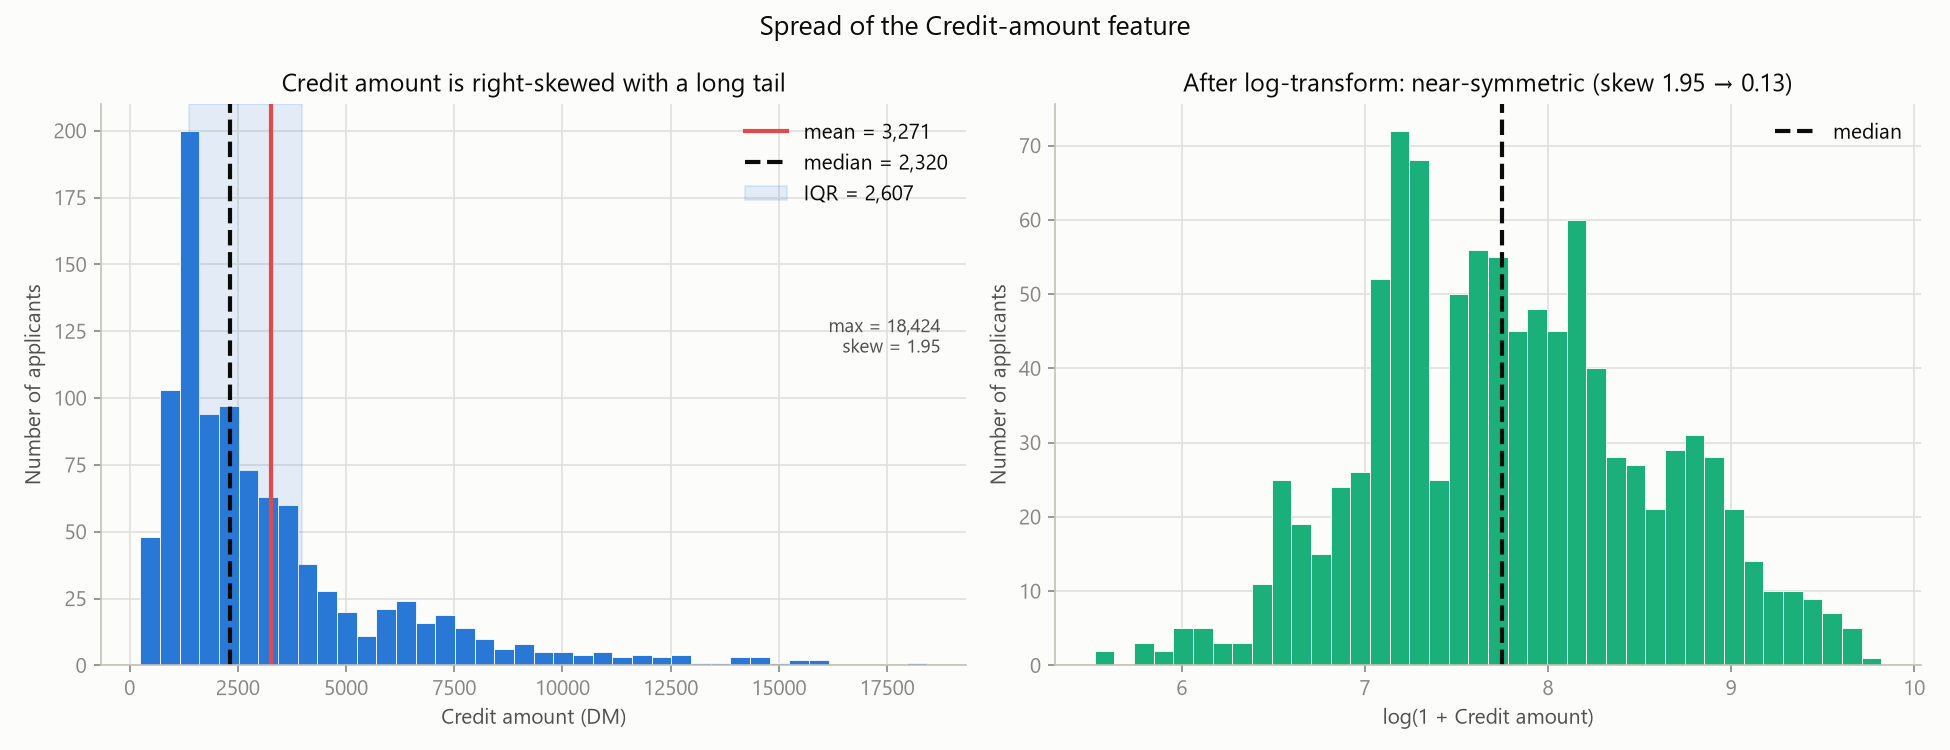 Spread of the Credit-amount feature
Credit amount is right-skewed with a long tail
mean = 3,271
median = 2,320
IQR = 2,607
max = 18,424
skew = 1.95
Number of applicants
200
175
150
125
100
75
50
25
0
0 2500 5000 7500 10000 12500 15000 17500
Credit amount (DM)
After log-transform: near-symmetric (skew 1.95 → 0.13)
median
Number of applicants
70
60
50
40
30
20
10
0
6 7 8 9 10
log(1 + Credit amount)